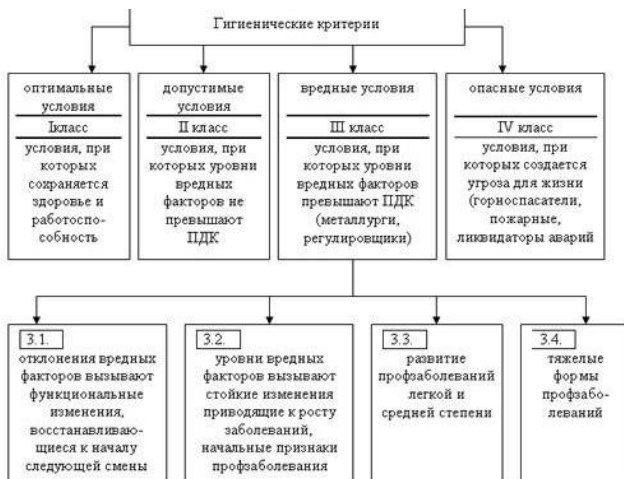 Гигиенические критерии
оптимальные
условия
I класс
условия, при
которых
сохраняется
здоровье и
работоспо-
собность
допустимые
условия
II класс
условия, при
которых уровни
вредных
факторов не
превышают
ПДК
вредные условия
III класс
условия, при
которых уровни
вредных факторов
превышают ПДК
(металлурги,
регулировщики)
опасные условия
IV класс
условия, при
которых создается
угроза для жизни
(горноспасатели,
пожарные,
ликвидаторы аварий
3.1.
отклонения вредных
факторов вызывают
функциональные
изменения,
восстанавливаю-
щиеся к началу
следующей смены
3.2.
уровни вредных
факторов вызывают
стойкие изменения
приводящие к росту
заболеваний,
начальные признаки
профзаболевания
3.3.
развитие
профзаболеваний
легкой и
средней степени
3.4.
тяжелые
формы
профзабо-
леваний